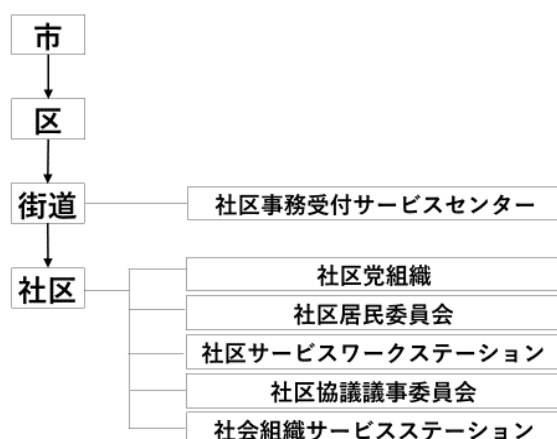 市
区
街道
社区事務受付サービスセンター
社区
社区党組織
社区居民委員会
社区サービスワークステーション
社区協議議事委員会
社会組織サービスステーション